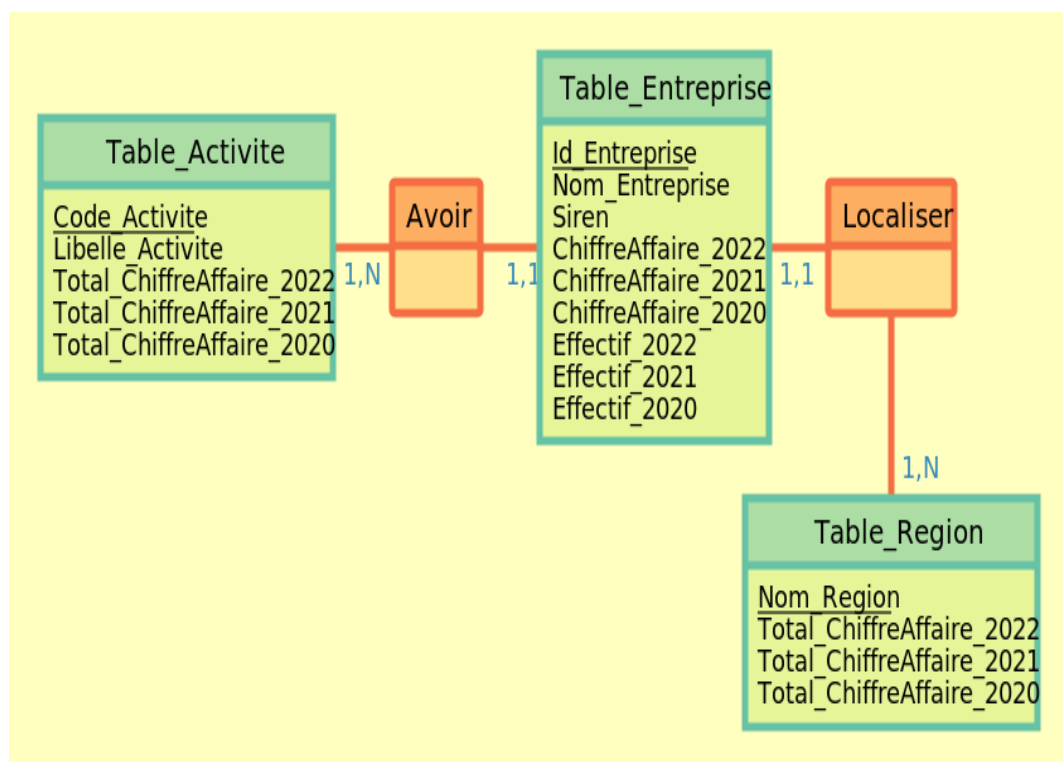 Table_Activite
Code_Activite
Libelle_Activite
Total_ChiffreAffaire_2022
Total_ChiffreAffaire_2021
Total_ChiffreAffaire_2020
1,N
Avoir
1,1
Table_Entreprise
Id_Entreprise
Nom_Entreprise
Siren
ChiffreAffaire_2022
ChiffreAffaire_2021
ChiffreAffaire_2020
Effectif_2022
Effectif_2021
Effectif_2020
1,1
Localiser
1,N
Table_Region
Nom_Region
Total_ChiffreAffaire_2022
Total_ChiffreAffaire_2021
Total_ChiffreAffaire_2020